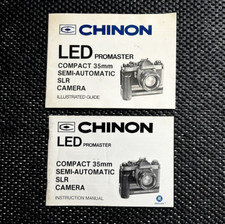 CHINON
LED PROMASTER
COMPACT 35mm
SEMI-AUTOMATIC
SLR
CAMERA
ILLUSTRATED GUIDE
CHINON
LED PROMASTER
COMPACT 35mm
SEMI-AUTOMATIC
SLR
CAMERA
INSTRUCTION MANUAL